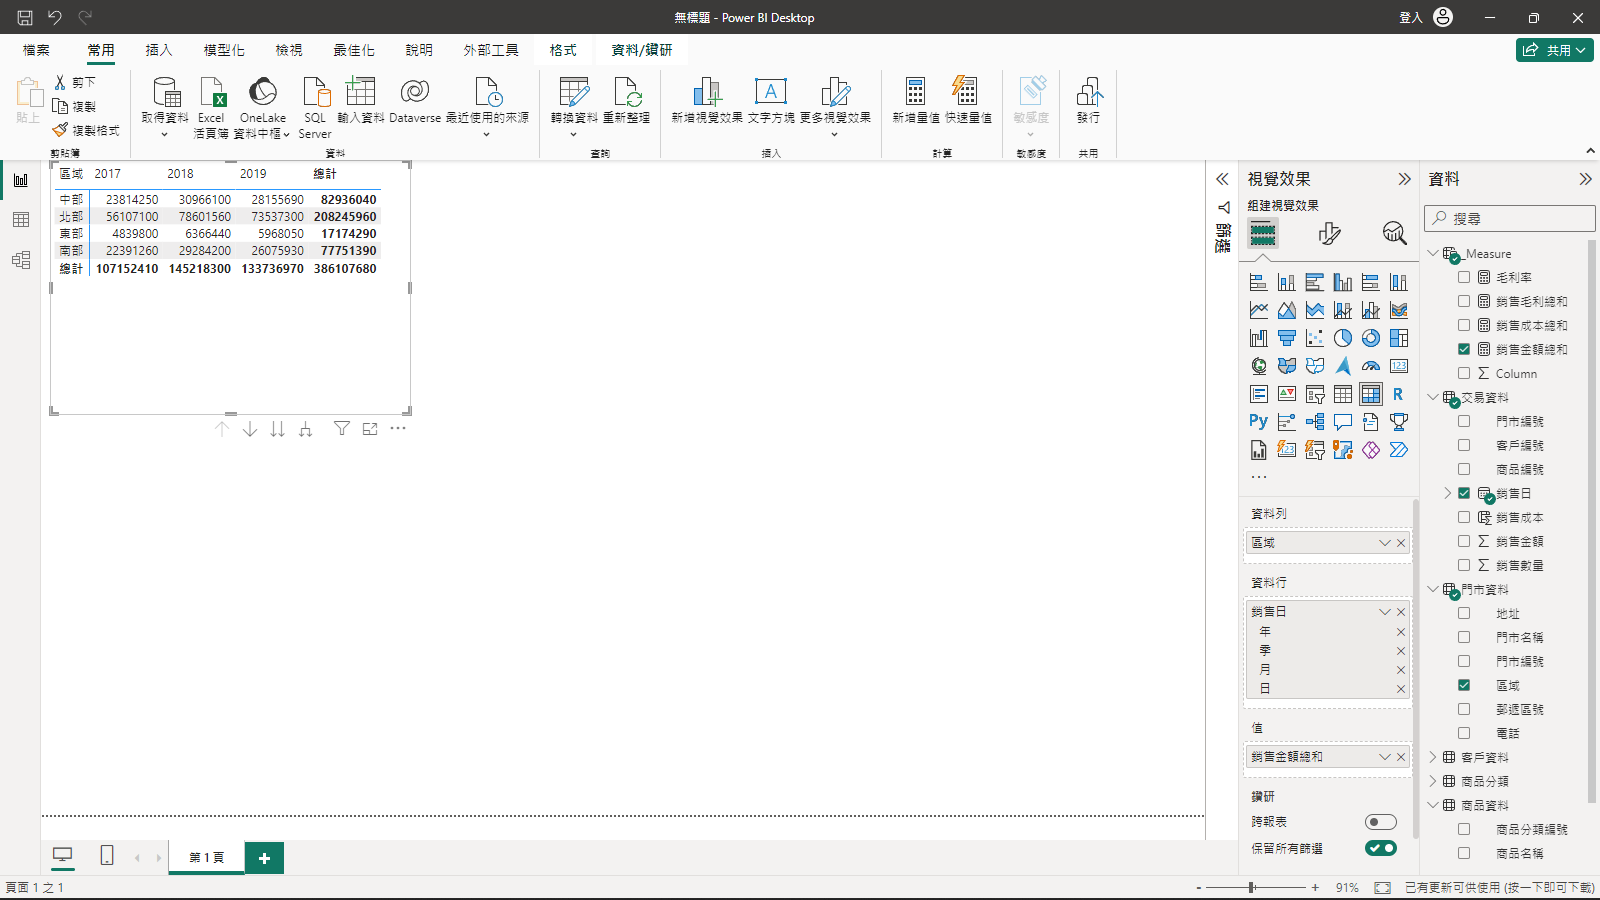 無標題 - Power BI Desktop
登入
檔案 常用 插入 模型化 檢視 最佳化 說明 外部工具 格式 資料/鑽研
共用
貼上
剪下
複製
複製格式
剪貼簿
取得資料
Excel
活頁簿
OneLake
資料中樞
SQL
Server
輸入資料
Dataverse
最近使用的來源
資料
轉換資料
重新整理
查詢
新增視覺效果
文字方塊
更多視覺效果
插入
新增量值
快速量值
計算
敏感度
敏感度
發行
共用
區域 2017 2018 2019 總計
中部 23814250 30966100 28155690 82936040
北部 56107100 78601560 73537300 208245960
東部 4839800 6366440 5968050 17174290
南部 22391260 29284200 26075930 77751390
總計 107152410 145218300 133736970 386107680
篩選
視覺效果
組建視覺效果
資料列
區域
資料行
銷售日
年
季
月
日
值
銷售金額總和
鑽研
跨報表
保留所有篩選
資料
搜尋
_Measure
毛利率
銷售毛利總和
銷售成本總和
銷售金額總和
Column
交易資料
門市編號
客戶編號
商品編號
銷售日
銷售成本
銷售金額
銷售數量
門市資料
地址
門市名稱
門市編號
區域
郵遞區號
電話
客戶資料
商品分類
商品資料
商品分類編號
商品名稱
第 1 頁
頁面 1 之 1
- + 91%
已有更新可供使用 (按一下即可下載)